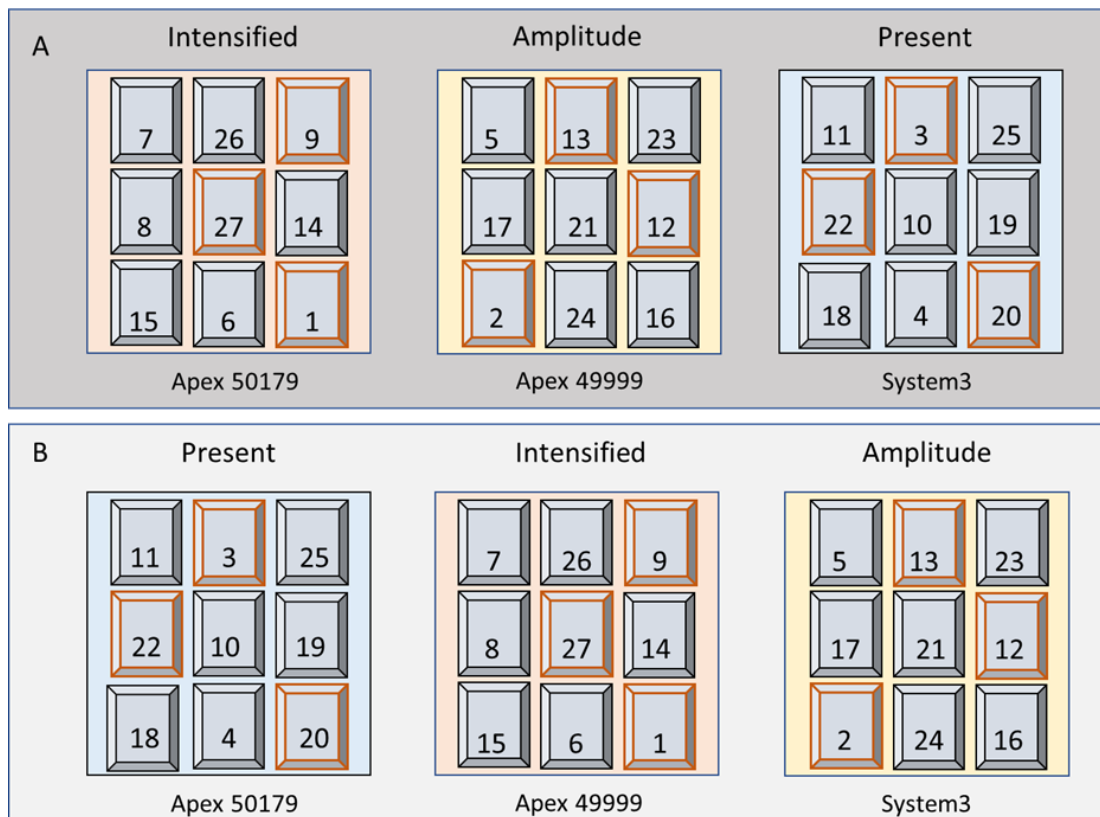 A
Intensified Amplitude Present
7 26 9 5 13 23 11 3 25
8 27 14 17 21 12 22 10 19
15 6 1 2 24 16 18 4 20
Apex 50179 Apex 49999 System3
B
Present Intensified Amplitude
11 3 25 7 26 9 5 13 23
22 10 19 8 27 14 17 21 12
18 4 20 15 6 1 2 24 16
Apex 50179 Apex 49999 System3